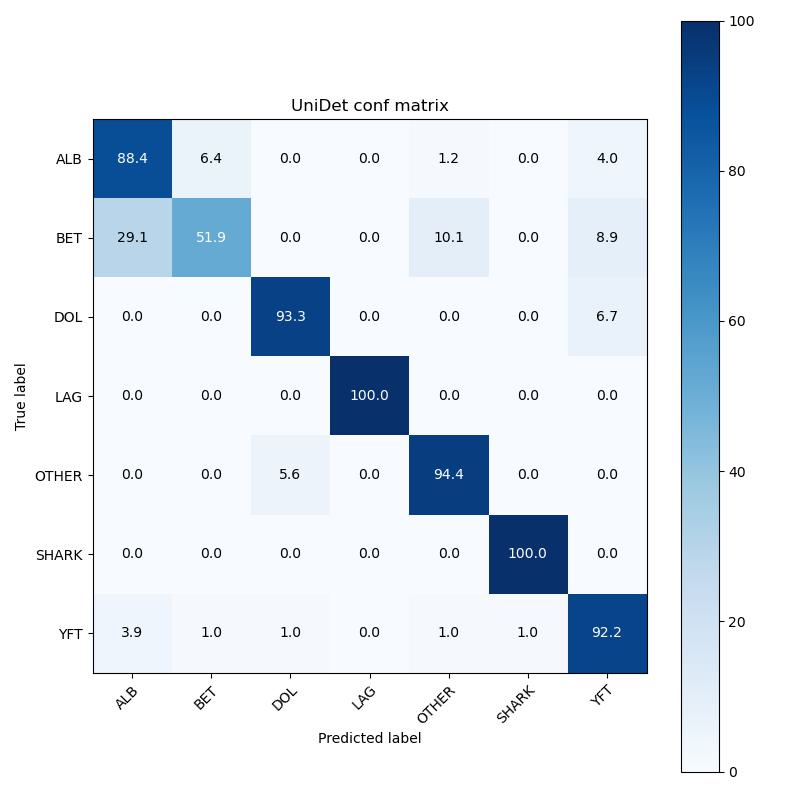 UniDet conf matrix
100
80
60
40
20
0
True label
ALB 88.4 6.4 0.0 0.0 1.2 0.0 4.0
BET 29.1 51.9 0.0 0.0 10.1 0.0 8.9
DOL 0.0 0.0 93.3 0.0 0.0 0.0 6.7
LAG 0.0 0.0 0.0 100.0 0.0 0.0 0.0
OTHER 0.0 0.0 5.6 0.0 94.4 0.0 0.0
SHARK 0.0 0.0 0.0 0.0 0.0 100.0 0.0
YFT 3.9 1.0 1.0 0.0 1.0 1.0 92.2
ALB BET DOL LAG OTHER SHARK YFT
Predicted label